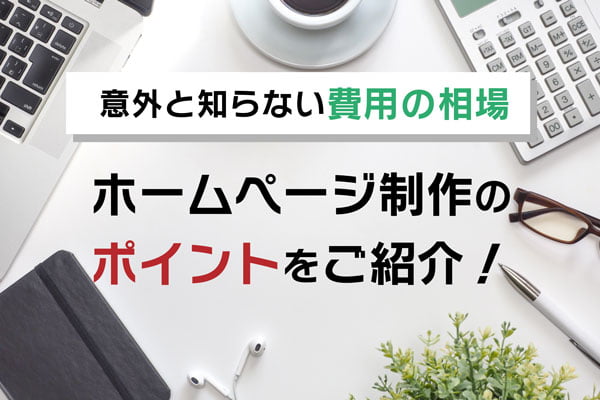 意外と知らない費用の相場
ホームページ制作の
ポイントをご紹介！